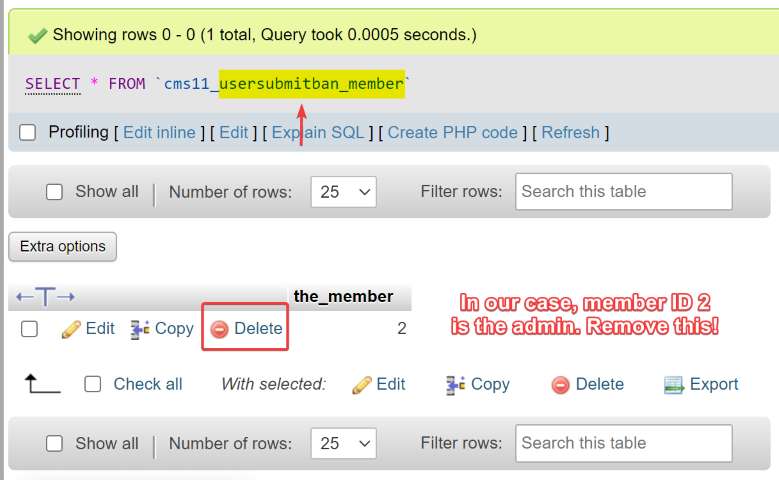 Showing rows 0 - 0 (1 total, Query took 0.0005 seconds.)
SELECT * FROM `cms11_usersubmitban_member`
Profiling [ Edit inline ] [ Edit ] [ Explain SQL ] [ Create PHP code ] [ Refresh ]
Show all | Number of rows: 25 Filter rows: Search this table
Extra options
←T→ the_member
Edit Copy Delete 2
In our case, member ID 2
is the admin. Remove this!
Check all With selected: Edit Copy Delete Export
Show all | Number of rows: 25 Filter rows: Search this table